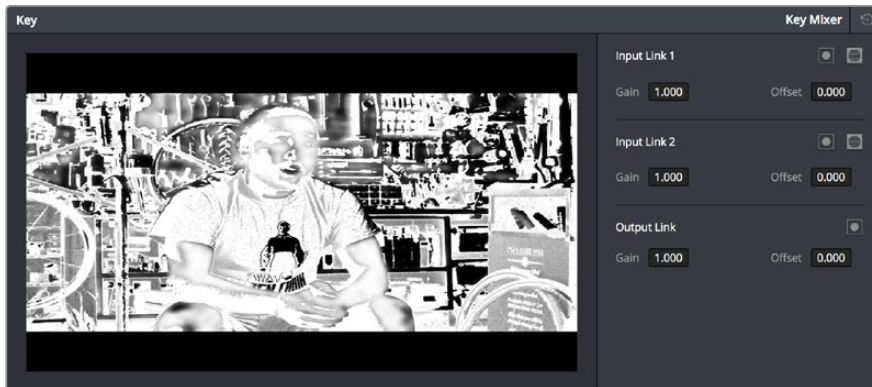 Key
Key Mixer
Input Link 1
Gain 1.000 Offset 0.000
Input Link 2
Gain 1.000 Offset 0.000
Output Link
Gain 1.000 Offset 0.000